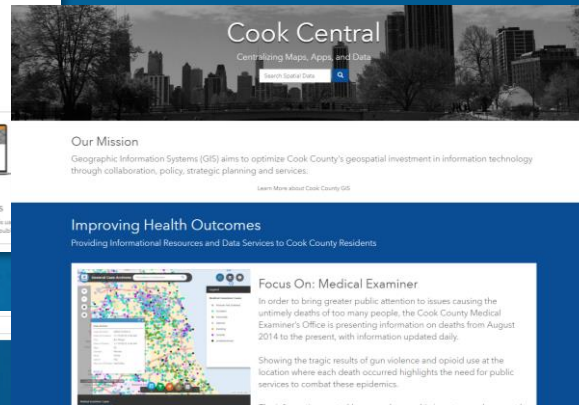 Cook Central
Centralizing Maps, Apps, and Data
Search Spatial Data
Our Mission
Geographic Information Systems (GIS) aims to optimize Cook County's geospatial investment in information technology
through collaboration, policy, strategic planning and services.
Learn More about Cook County GIS
Improving Health Outcomes
Providing Informational Resources and Data Services to Cook County Residents
Focus On: Medical Examiner
In order to bring greater public attention to issues causing the
untimely deaths of too many people, the Cook County Medical
Examiner's Office is presenting information on deaths from August
2014 to the present, with information updated daily.
Showing the tragic results of gun violence and opioid use at the
location where each death occurred highlights the need for public
services to combat these epidemics.